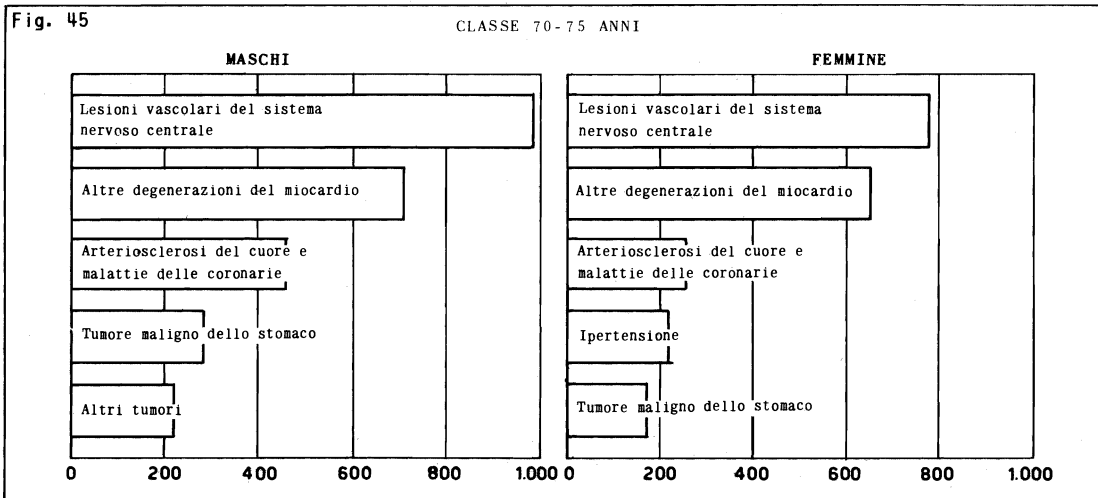 Fig. 45
CLASSE 70-75 ANNI
MASCHI
Lesioni vascolari del sistema
nervoso centrale
Altre degenerazioni del miocardio
Arteriosclerosi del cuore e
malattie delle coronarie
Tumore maligno dello stomaco
Altri tumori
0 200 400 600 800 1.000
FEMMINE
Lesioni vascolari del sistema
nervoso centrale
Altre degenerazioni del miocardio
Arteriosclerosi del cuore e
malattie delle coronarie
Ipertensione
Tumore maligno dello stomaco
0 200 400 600 800 1.000